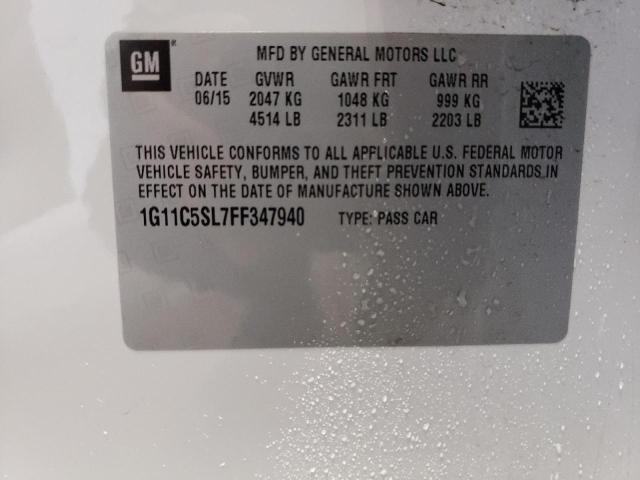 GM
MFD BY GENERAL MOTORS LLC
DATE GVWR GAWR FRT GAWR RR
06/15 2047 KG 1048 KG 999 KG
4514 LB 2311 LB 2203 LB
THIS VEHICLE CONFORMS TO ALL APPLICABLE U.S. FEDERAL MOTOR
VEHICLE SAFETY, BUMPER, AND THEFT PREVENTION STANDARDS IN
EFFECT ON THE DATE OF MANUFACTURE SHOWN ABOVE.
1G11C5SL7FF347940 TYPE: PASS CAR